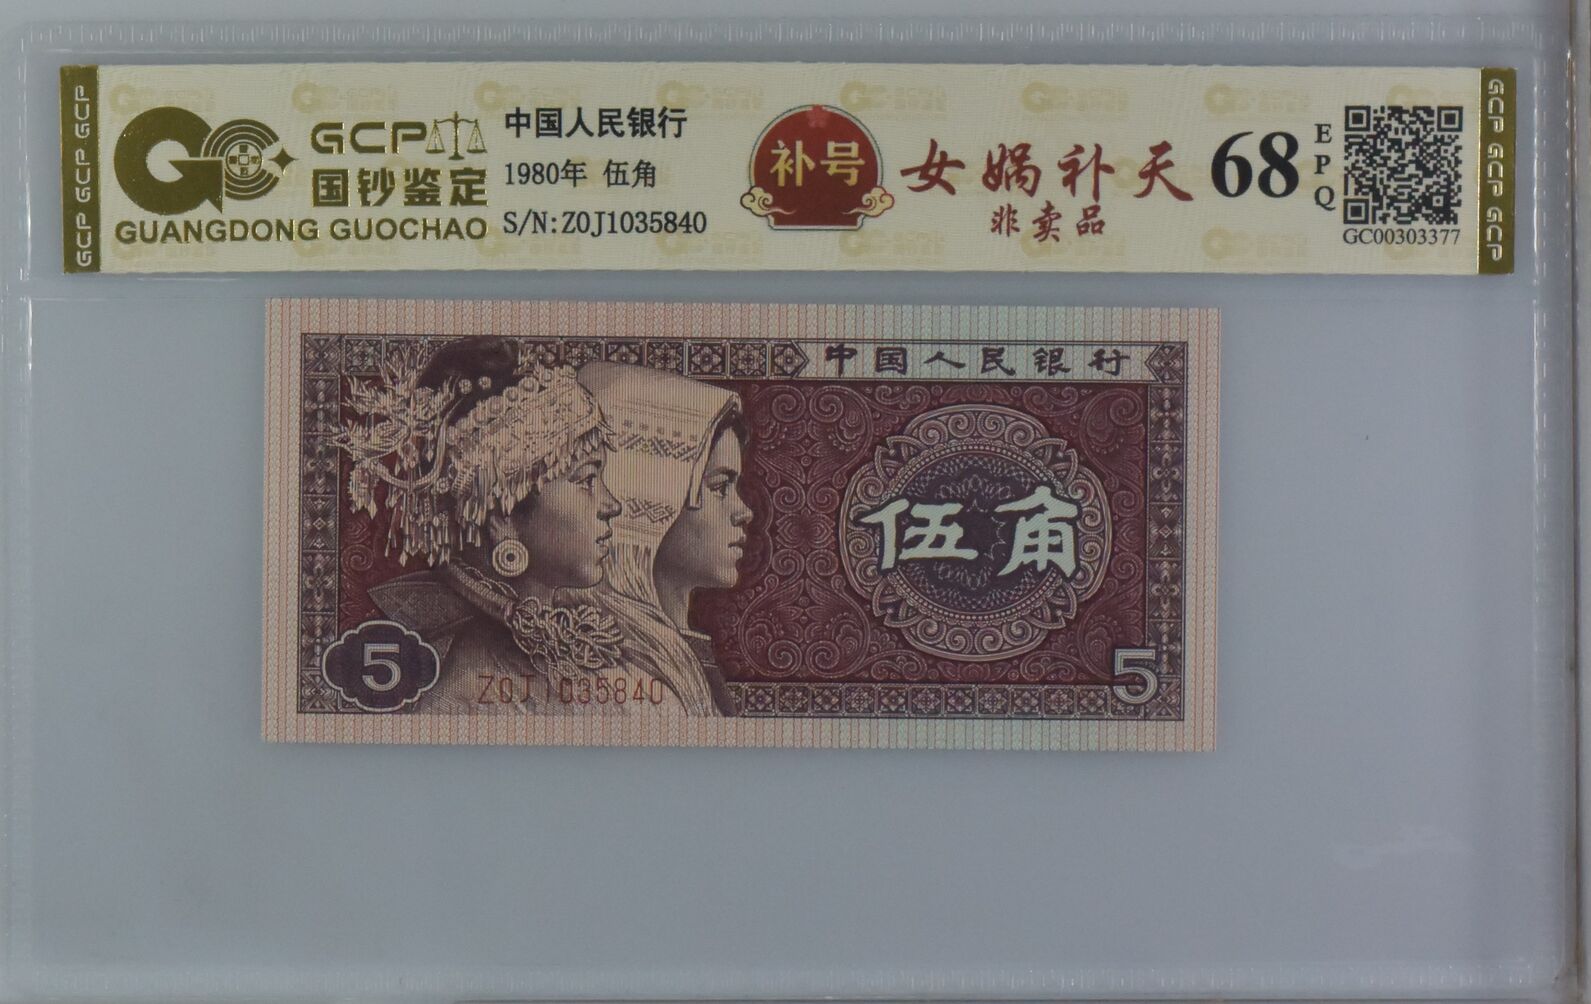 GCP GCP GCP
GCP
国钞鉴定
GUANGDONG GUOCHAO
中国人民银行
1980年 伍角
S/N:Z0J1035840
补号
女娲补天
非卖品
68
EPQ
GC00303377
GCP GCP GCP
中国人民银行
伍角
5
Z0J1035840
5